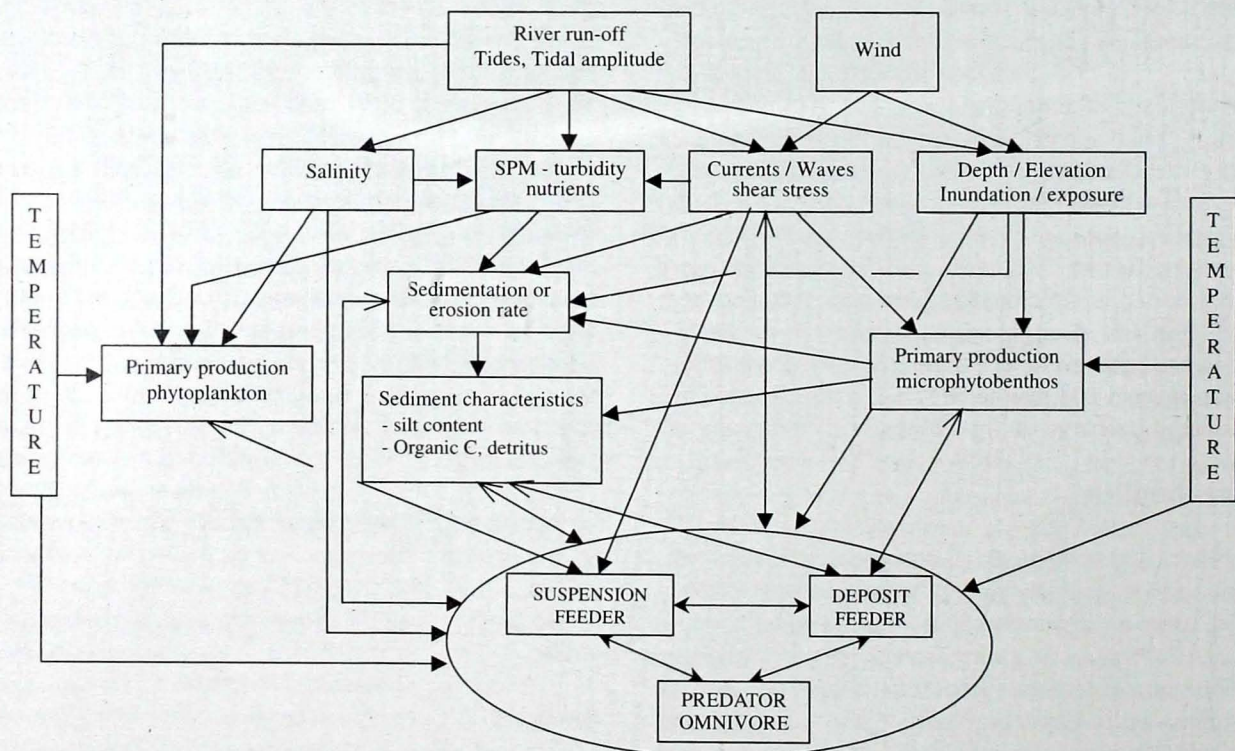 River run-off
Tides, Tidal amplitude
Wind
Salinity
SPM - turbidity
nutrients
Currents / Waves
shear stress
Depth / Elevation
Inundation / exposure
TEMPERATURE
TEMPERATURE
Sedimentation or
erosion rate
Primary production
phytoplankton
Sediment characteristics
- silt content
- Organic C, detritus
Primary production
microphytobenthos
SUSPENSION
FEEDER
DEPOSIT
FEEDER
PREDATOR
OMNIVORE